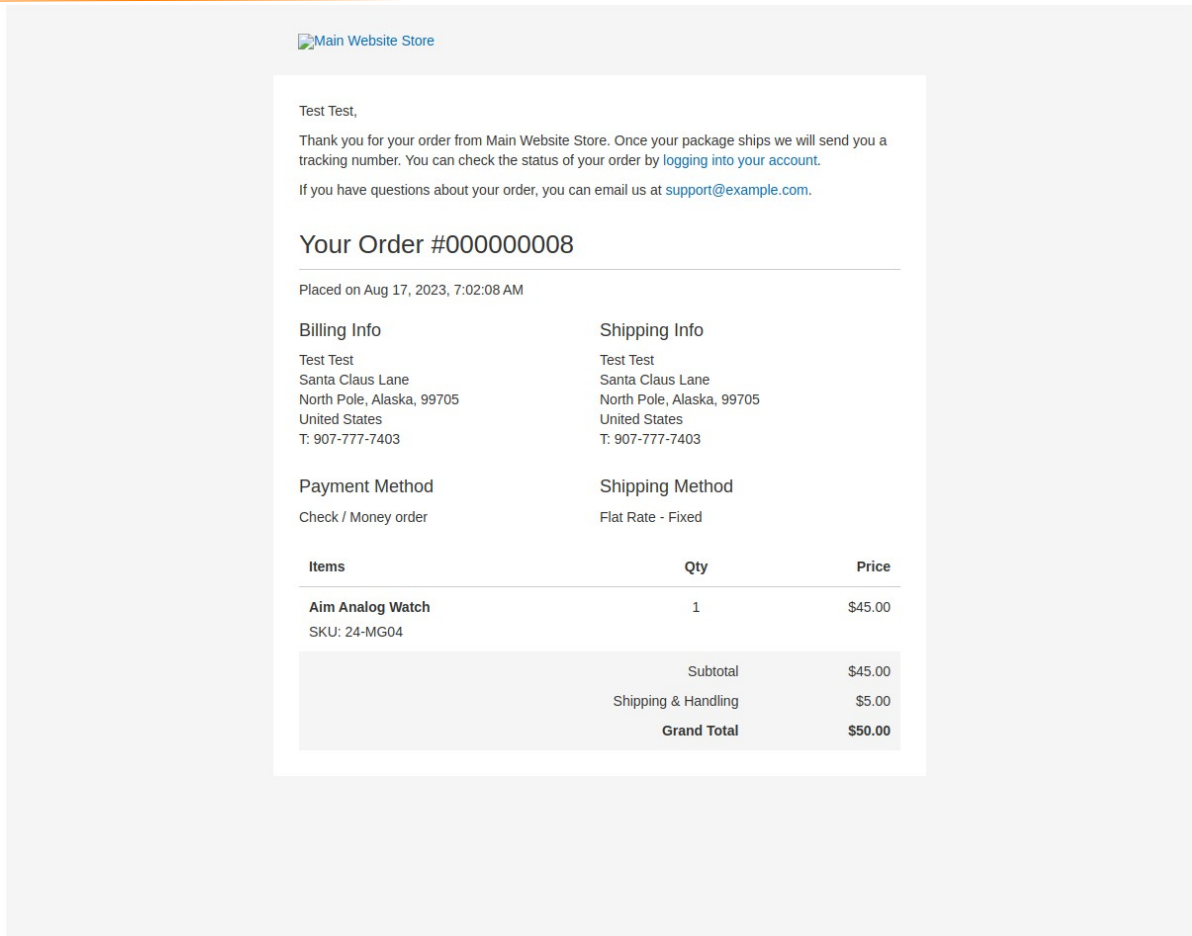 Main Website Store
Test Test,
Thank you for your order from Main Website Store. Once your package ships we will send you a
tracking number. You can check the status of your order by logging into your account.
If you have questions about your order, you can email us at support@example.com.
Your Order #000000008
Placed on Aug 17, 2023, 7:02:08 AM
Billing Info
Test Test
Santa Claus Lane
North Pole, Alaska, 99705
United States
T: 907-777-7403
Shipping Info
Test Test
Santa Claus Lane
North Pole, Alaska, 99705
United States
T: 907-777-7403
Payment Method
Check / Money order
Shipping Method
Flat Rate - Fixed
Items Qty Price
Aim Analog Watch 1 $45.00
SKU: 24-MG04
Subtotal $45.00
Shipping & Handling $5.00
Grand Total $50.00